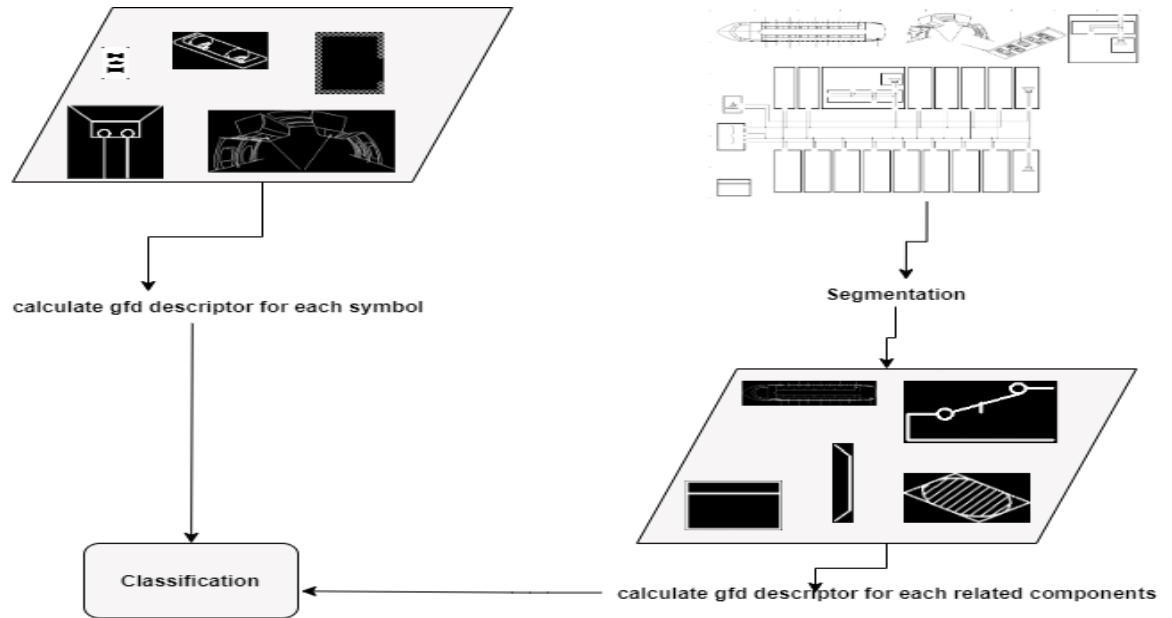 calculate gfd descriptor for each symbol
Segmentation
Classification
calculate gfd descriptor for each related components